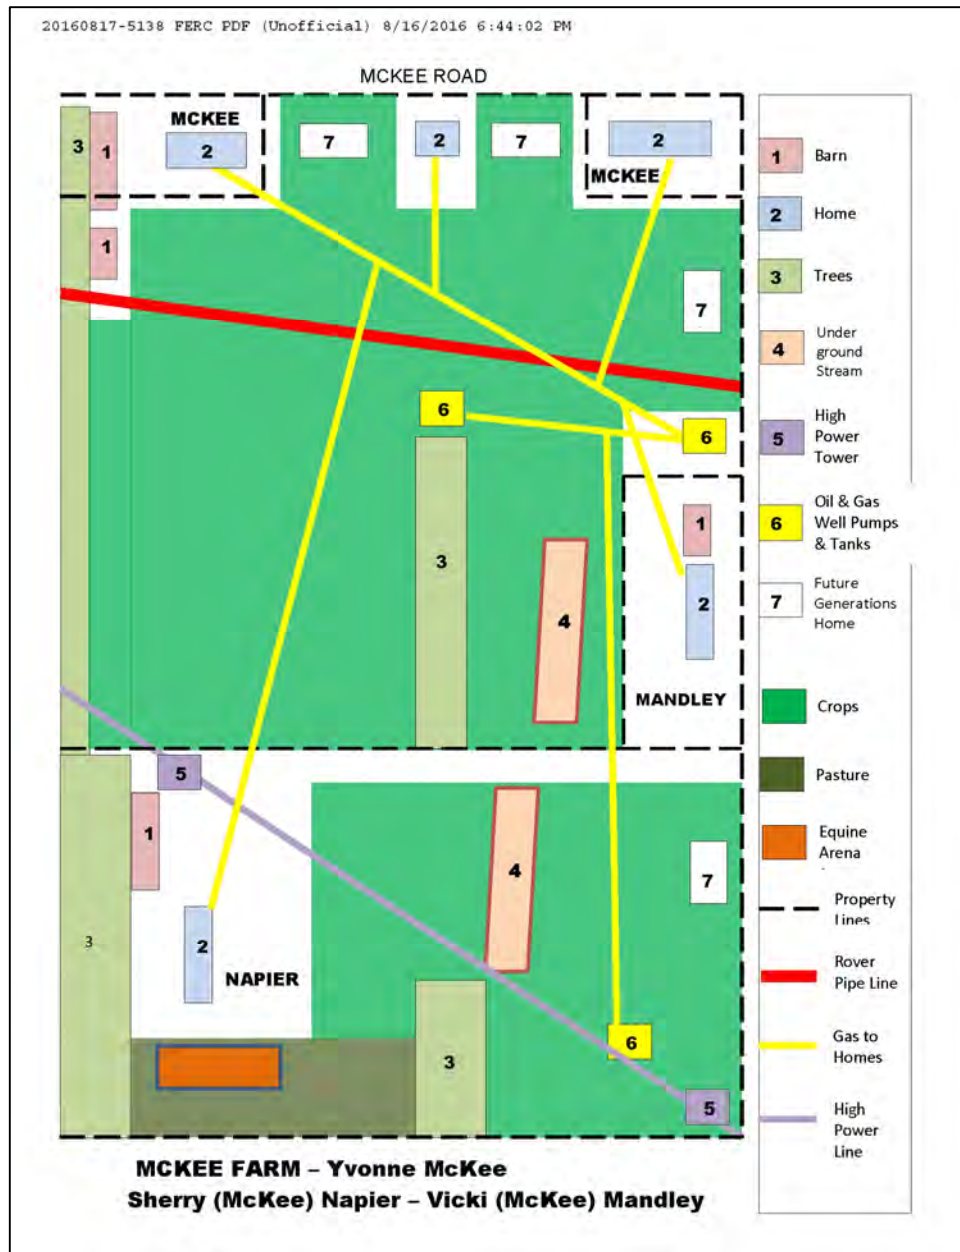 20160817-5138 FERC PDF (Unofficial) 8/16/2016 6:44:02 PM
MCKEE ROAD
MCKEE
3
1
2
7
2
7
2
MCKEE
1
7
6
6
3
4
1
2
MANDLEY
5
1
4
7
3
2
NAPIER
3
6
5
1 Barn
2 Home
3 Trees
4 Under
ground
Stream
5 High
Power
Tower
6 Oil & Gas
Well Pumps
& Tanks
7 Future
Generations
Home
Crops
Pasture
Equine
Arena
Property
Lines
Rover
Pipe Line
Gas to
Homes
High
Power
Line
MCKEE FARM – Yvonne McKee
Sherry (McKee) Napier – Vicki (McKee) Mandley